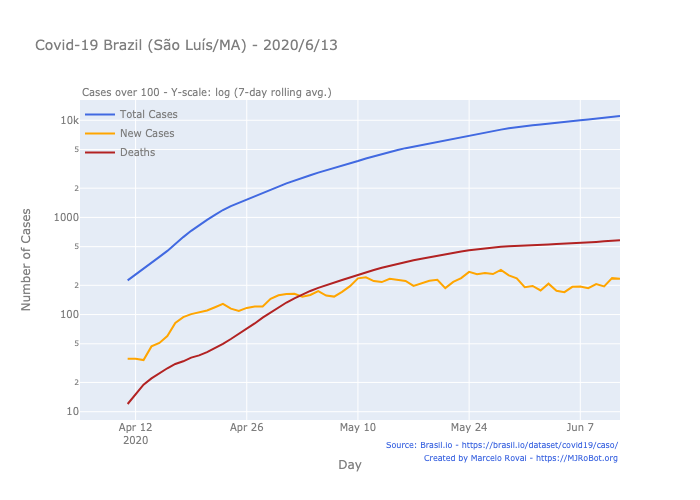 Covid-19 Brazil (São Luís/MA) - 2020/6/13
Cases over 100 - Y-scale: log (7-day rolling avg.)
Total Cases
New Cases
Deaths
Number of Cases
10k
5
2
1000
5
2
100
5
2
10
Apr 12
2020
Apr 26
May 10
May 24
Jun 7
Day
Source: Brasil.io - https://brasil.io/dataset/covid19/caso/
Created by Marcelo Rovai - https://MJRoBot.org